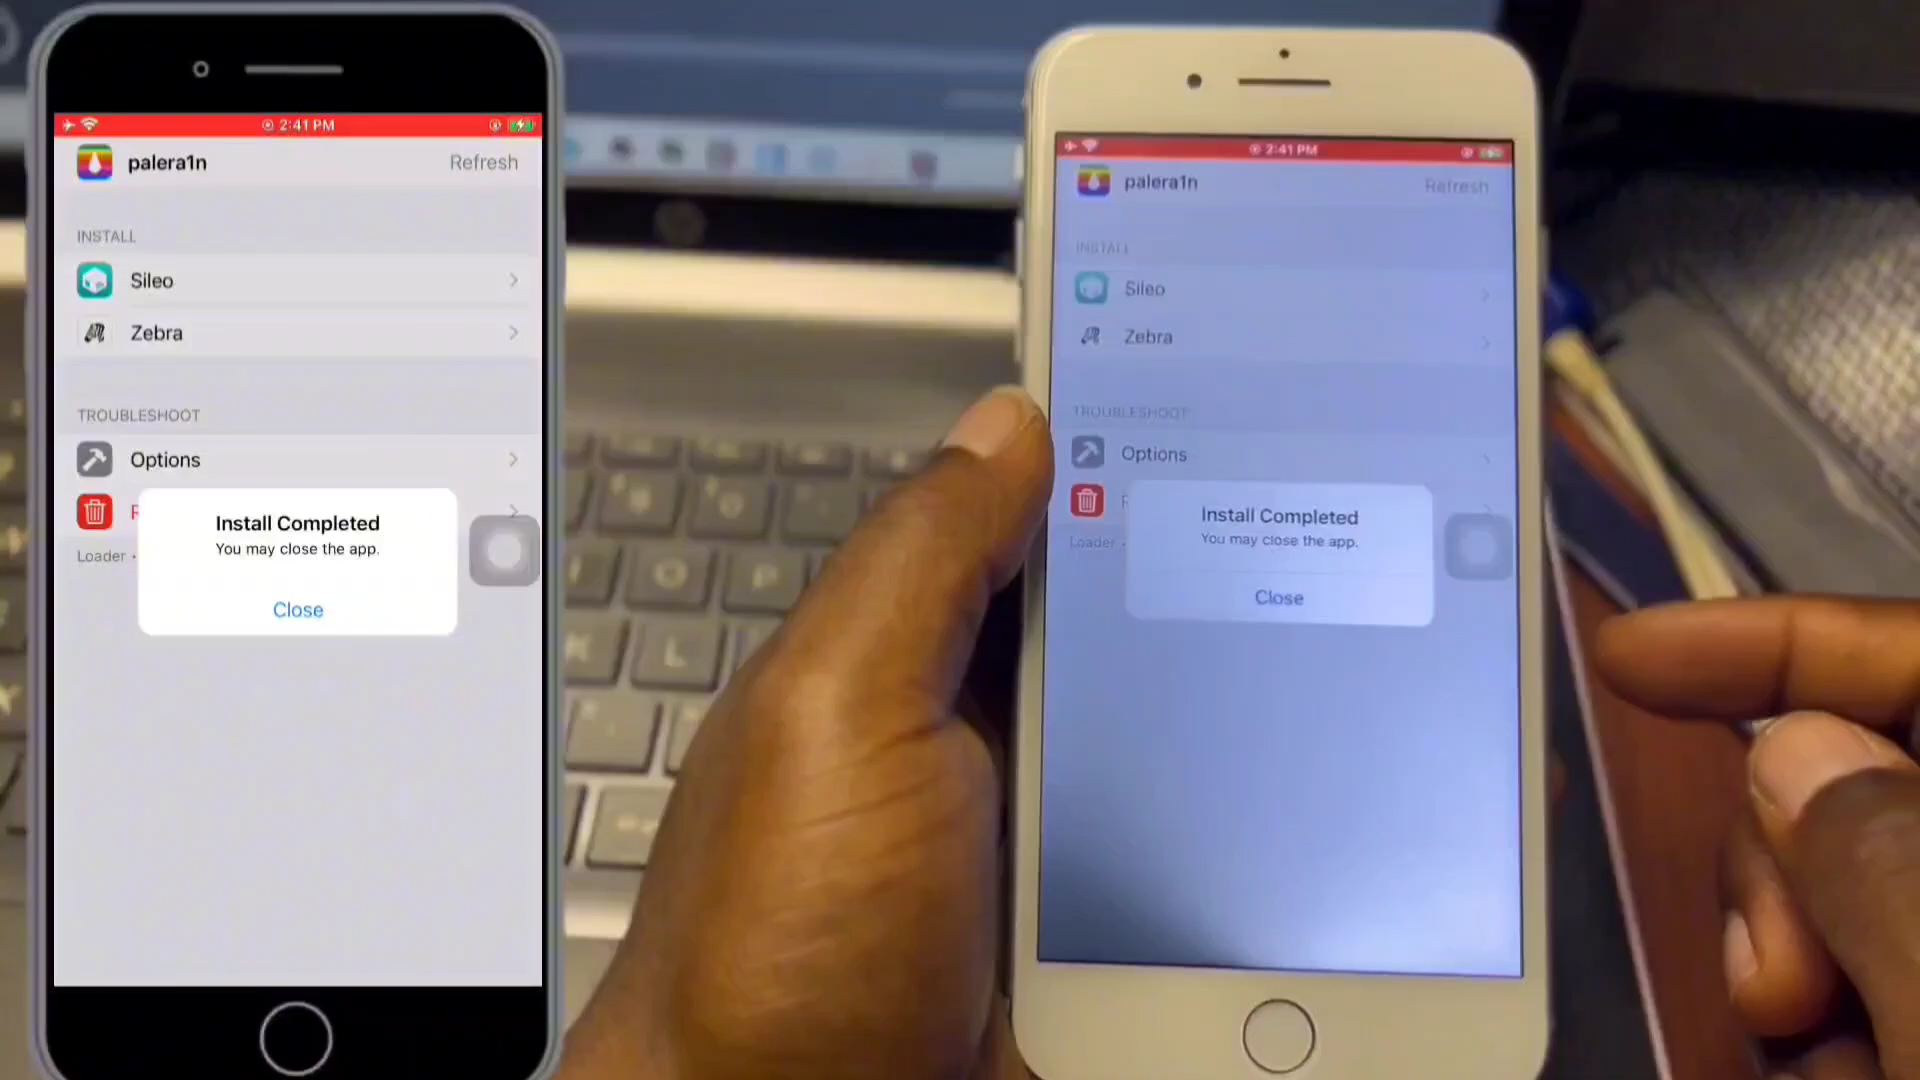 2:41 PM
palera1n Refresh
INSTALL
Sileo
Zebra
TROUBLESHOOT
Options
R
Loader ·
Install Completed
You may close the app.
Close
2:41 PM
palera1n Refresh
INSTALL
Sileo
Zebra
TROUBLESHOOT
Options
Loader ·
Install Completed
You may close the app.
Close
O P
K L